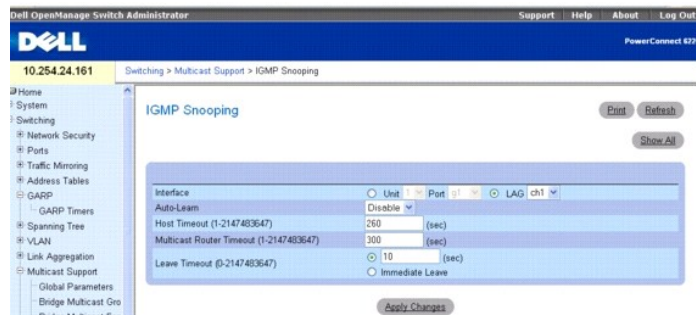 Dell OpenManage Switch Administrator Support Help About Log Out
DELL
PowerConnect
10.254.24.161 Switching > Multicast Support > IGMP Snooping
Home
System
Switching
Network Security
Ports
Traffic Mirroring
Address Tables
GARP
GARP Timers
Spanning Tree
VLAN
Link Aggregation
Multicast Support
Global Parameters
Bridge Multicast Gro
IGMP Snooping
Print Refresh
Show All
Interface Unit 1 Port g1 LAG ch1
Auto-Learn Disable
Host Timeout (1-2147483647) 260 (sec)
Multicast Router Timeout (1-2147483647) 300 (sec)
Leave Timeout (0-2147483647) 10 (sec)
Immediate Leave
Apply Changes